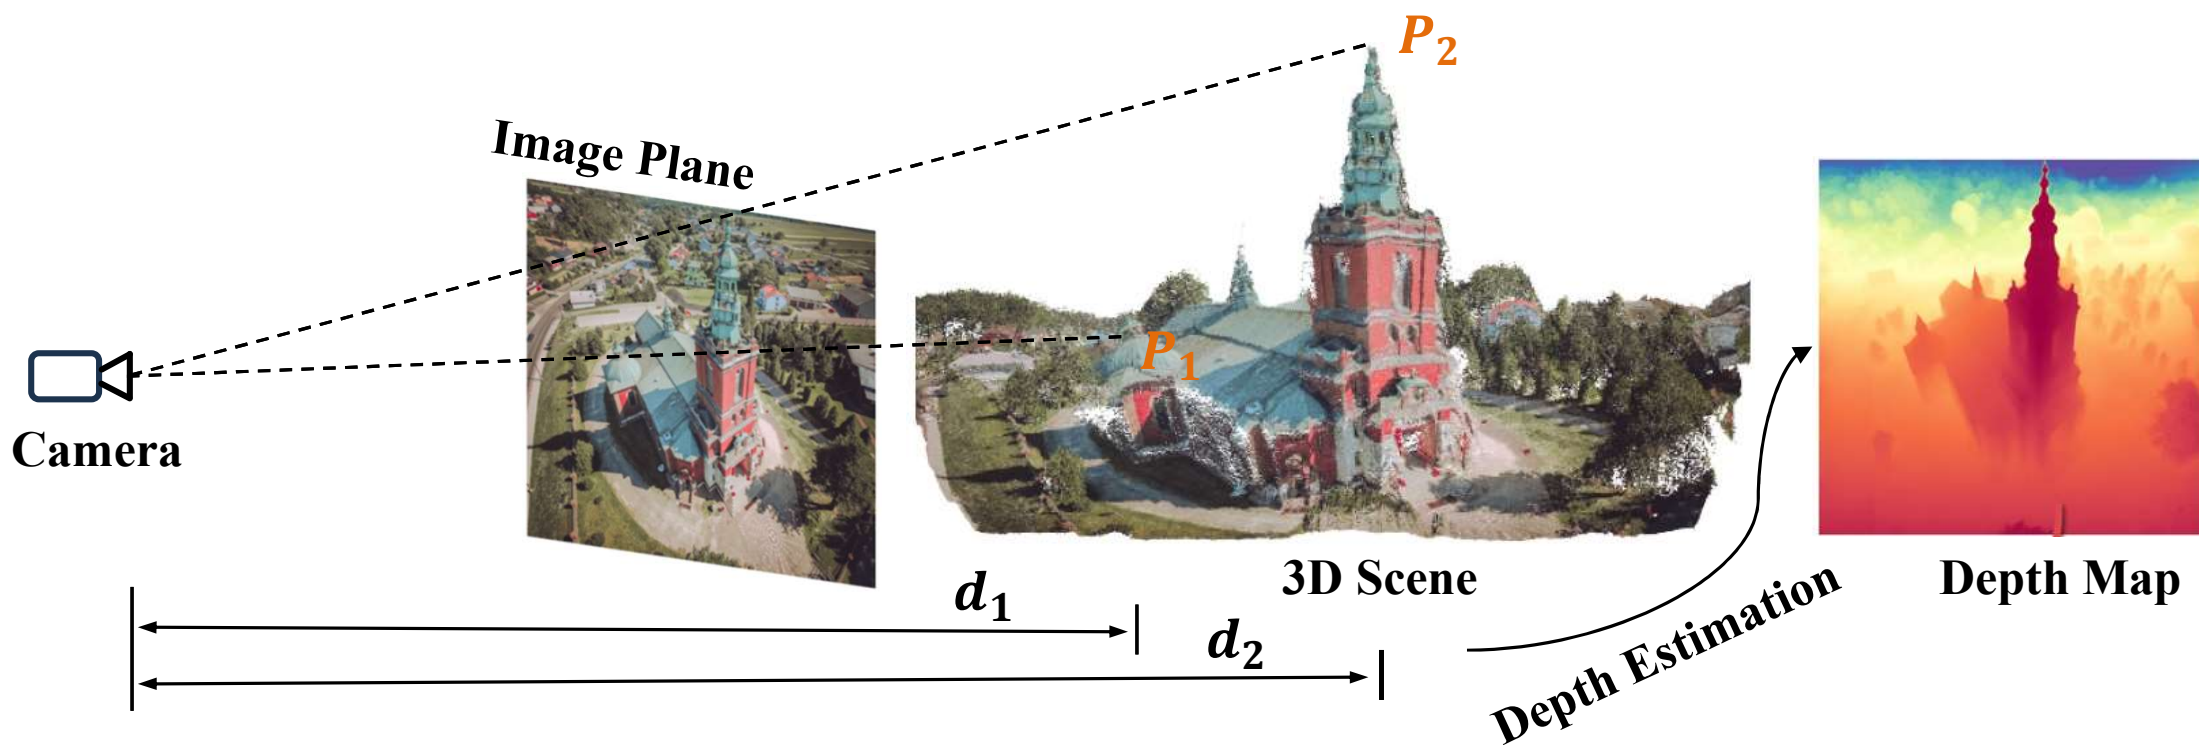 P2
Image Plane
P1
Camera
d1
3D Scene
Depth Map
d2
Depth Estimation